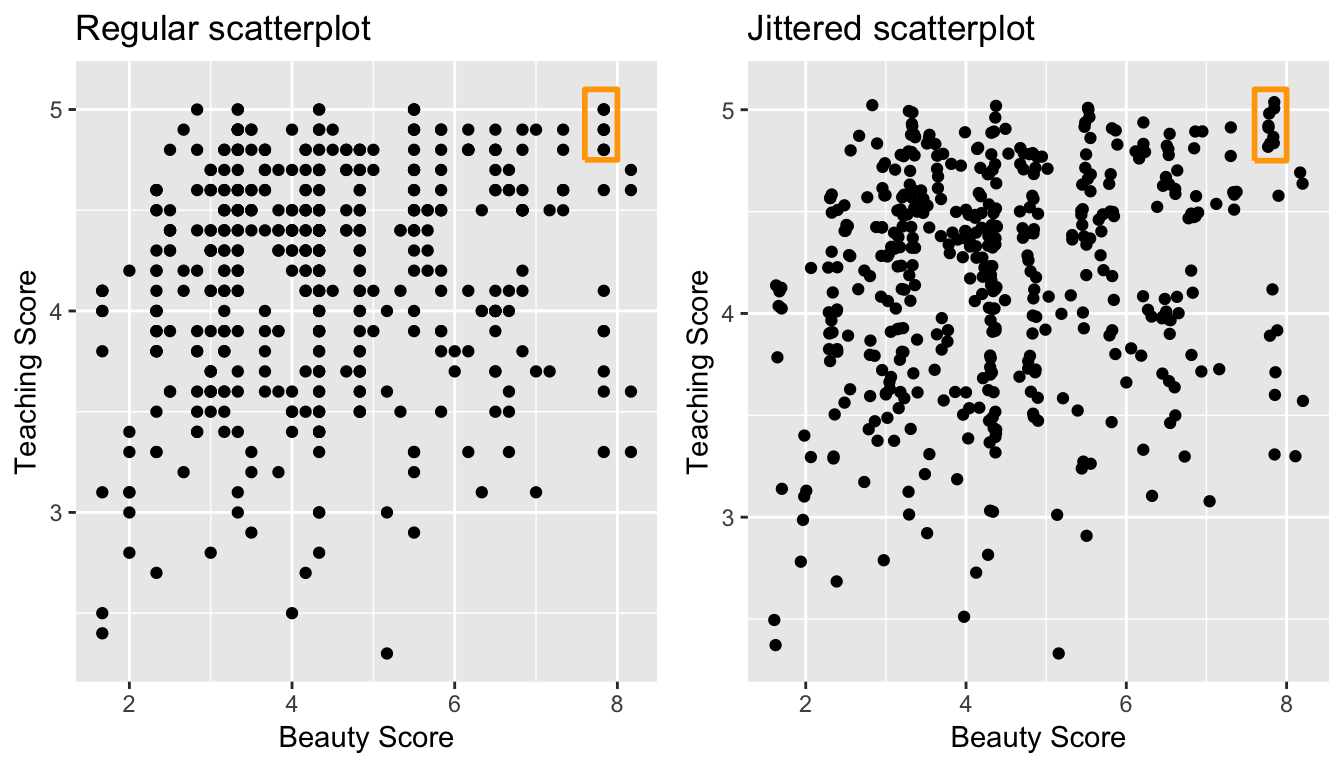 Regular scatterplot
5
4
3
2 4 6 8
Beauty Score
Teaching Score
Jittered scatterplot
5
4
3
2 4 6 8
Beauty Score
Teaching Score